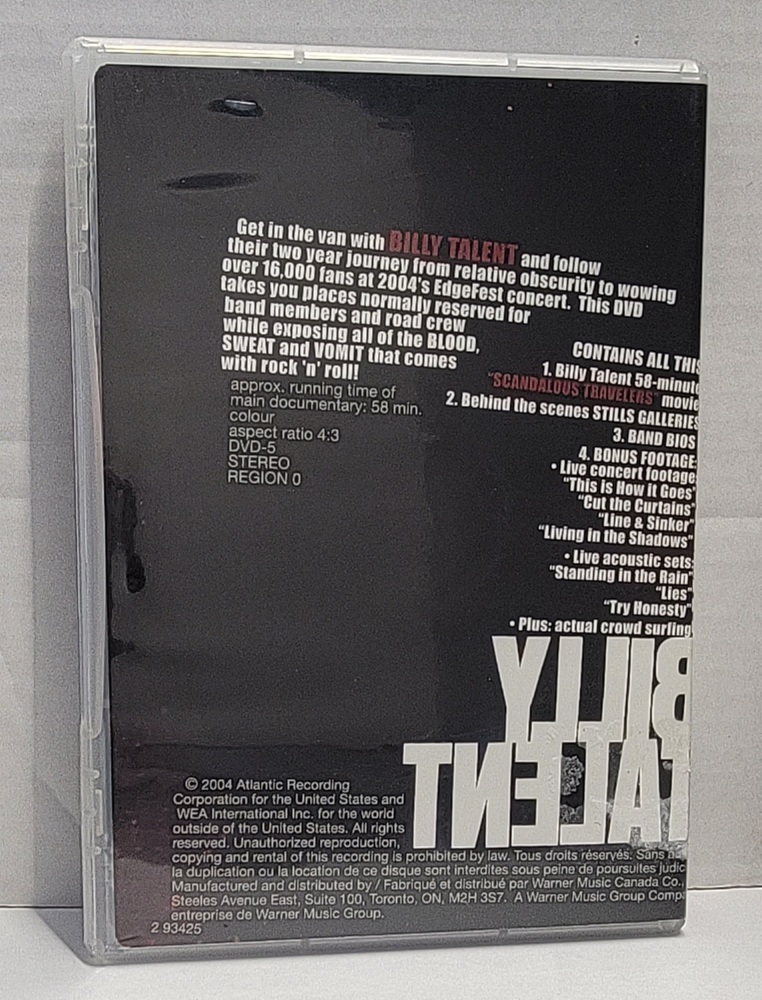 Get in the van with BILLY TALENT and follow
their two year journey from relative obscurity to wowing
over 16,000 fans at 2004's EdgeFest concert. This DVD
takes you places normally reserved for
band members and road crew
while exposing all of the BLOOD,
SWEAT and VOMIT that comes
with rock 'n' roll!
approx. running time of
main documentary: 58 min.
colour
aspect ratio 4:3
DVD-5
STEREO
REGION 0
CONTAINS ALL THIS
1. Billy Talent 58-minute
"SCANDALOUS TRAVELERS" movie
2. Behind the scenes STILLS GALLERIES
3. BAND BIOS
4. BONUS FOOTAGE
• Live concert footage
"This is How it Goes"
"Cut the Curtains"
"Line & Sinker"
"Living in the Shadows"
• Live acoustic sets:
"Standing in the Rain"
"Lies"
"Try Honesty"
• Plus: actual crowd surfing
BILLY
TALENT
© 2004 Atlantic Recording
Corporation for the United States and
WEA International Inc. for the world
outside of the United States. All rights
reserved. Unauthorized reproduction,
copying and rental of this recording is prohibited by law. Tous droits réservés. Sans
la duplication ou la location de ce disque sont interdites sous peine de poursuites judic
Manufactured and distributed by / Fabriqué et distribué par Warner Music Canada Co.,
Steeles Avenue East, Suite 100, Toronto, ON, M2H 3S7. A Warner Music Group Comp
entreprise de Warner Music Group.
2 93425